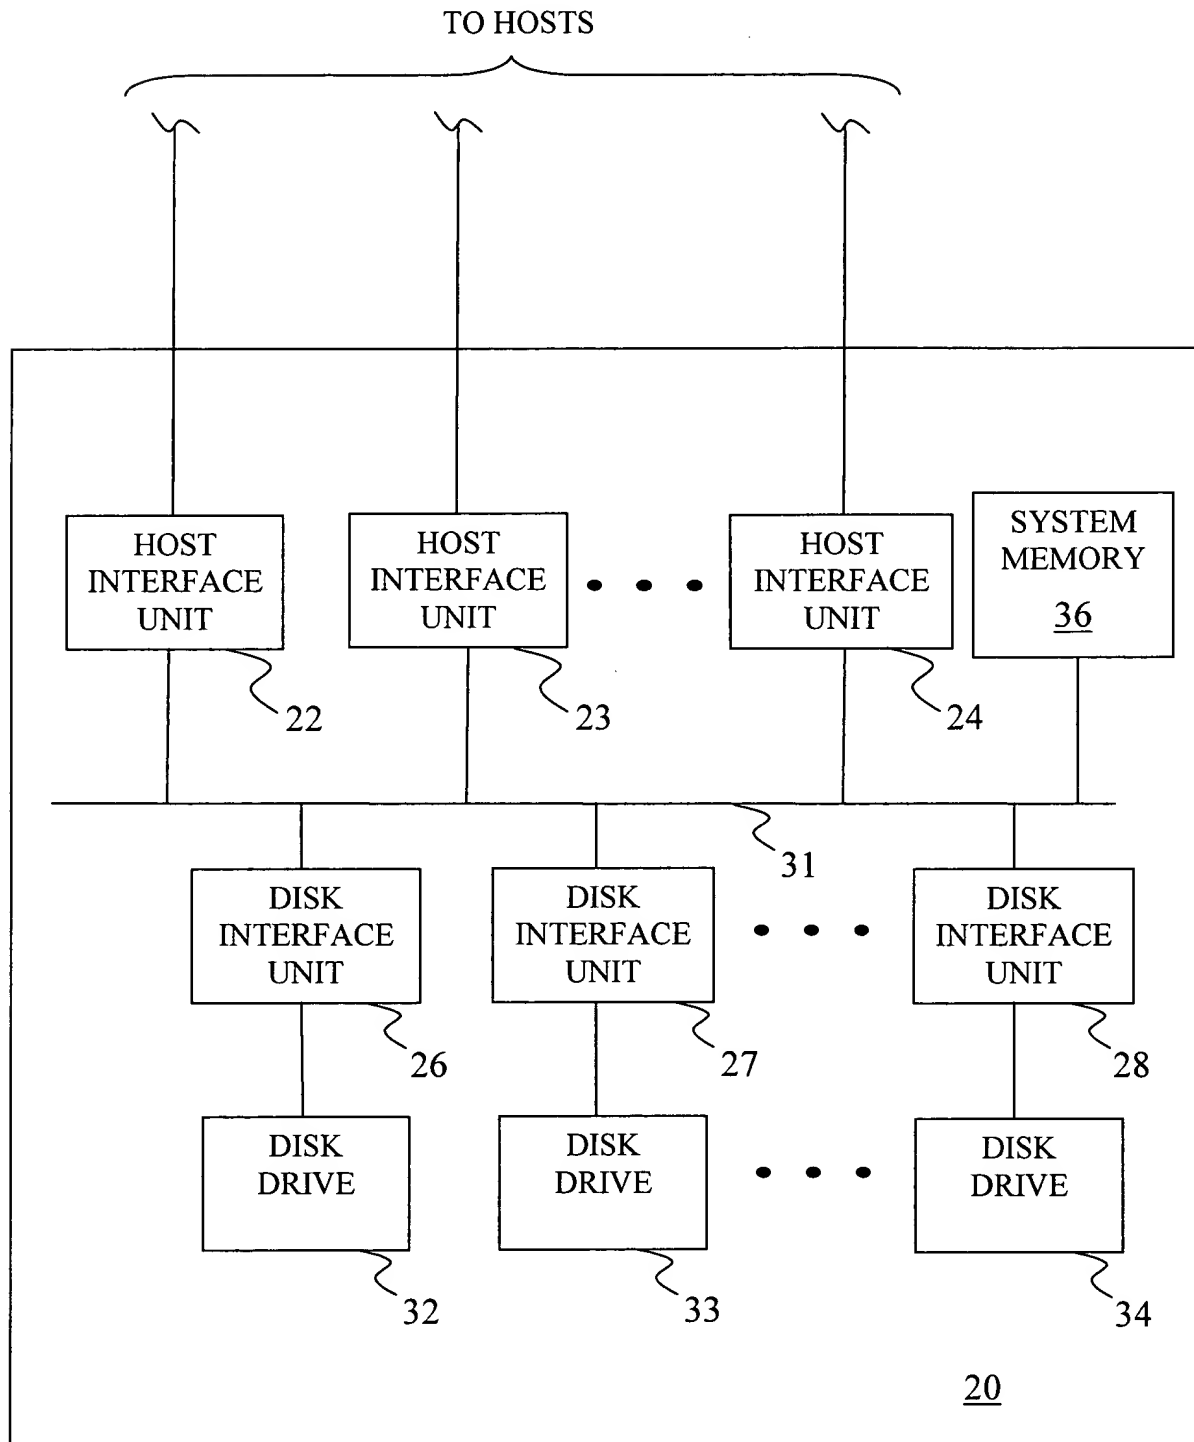 TO HOSTS
HOST
INTERFACE
UNIT
22
HOST
INTERFACE
UNIT
23
HOST
INTERFACE
UNIT
24
SYSTEM
MEMORY
36
31
DISK
INTERFACE
UNIT
26
DISK
INTERFACE
UNIT
27
DISK
INTERFACE
UNIT
28
DISK
DRIVE
32
DISK
DRIVE
33
DISK
DRIVE
34
20